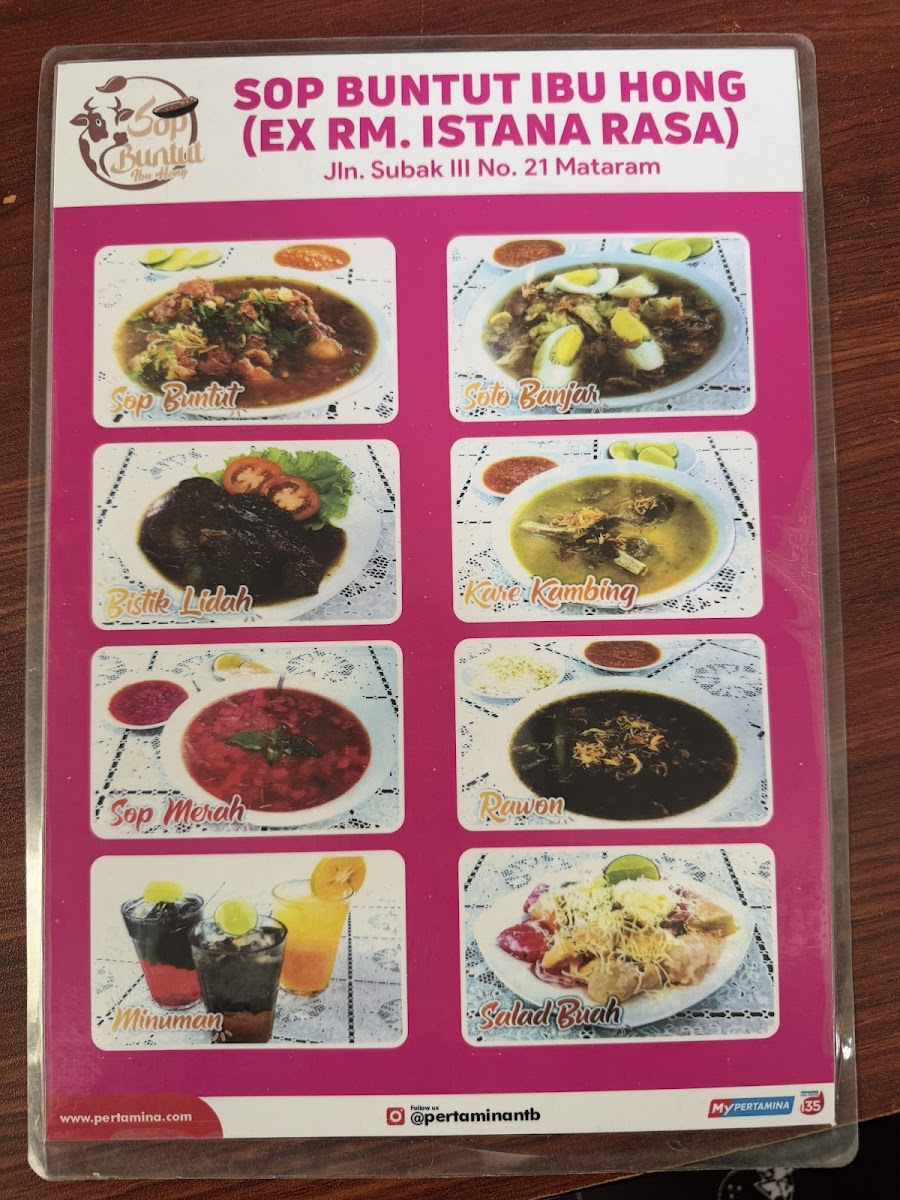 Sop
Buntut
Ibu Hong
SOP BUNTUT IBU HONG
(EX RM. ISTANA RASA)
Jln. Subak III No. 21 Mataram
Sop Buntut
Soto Banjar
Bistik Lidah
Kare Kambing
Sop Merah
Rawon
Minuman
Salad Buah
www.pertamina.com
Follow us
@pertaminantb
MyPERTAMINA
135